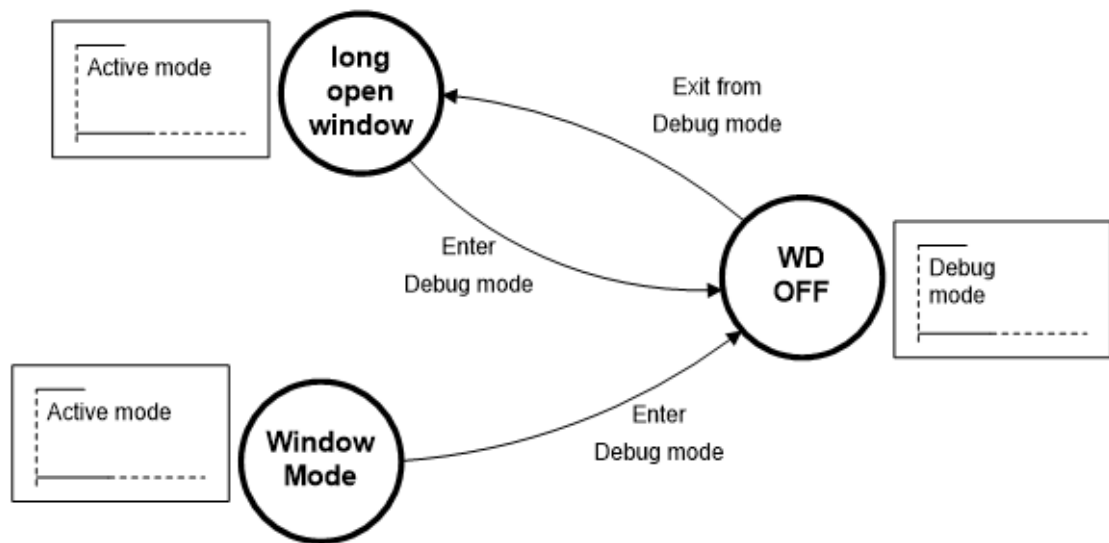 Active mode
long
open
window
Exit from
Debug mode
Enter
Debug mode
WD
OFF
Debug
mode
Active mode
Window
Mode
Enter
Debug mode